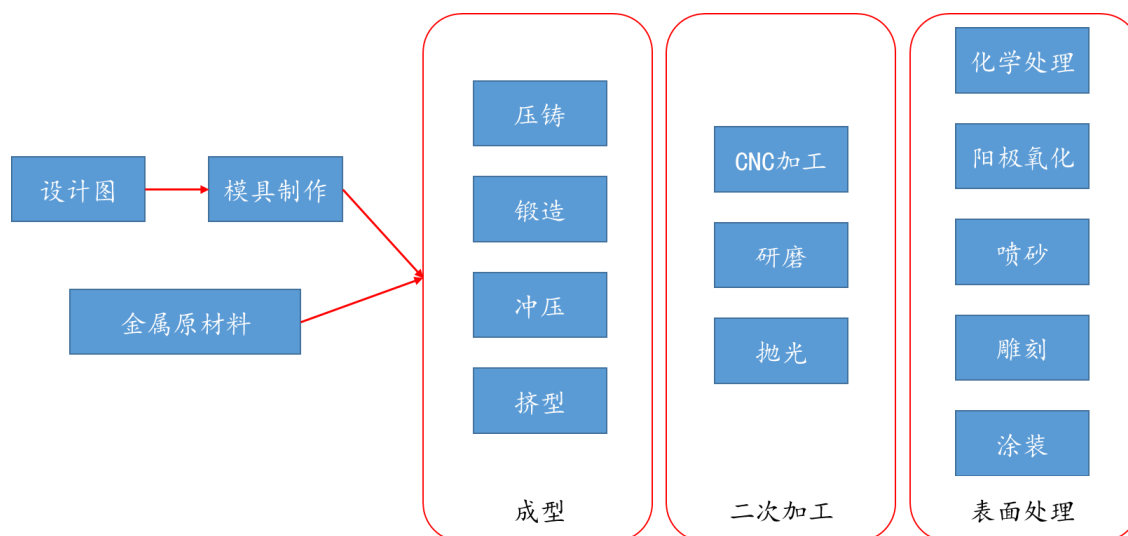 设计图
模具制作
金属原材料
压铸
锻造
冲压
挤型
成型
CNC加工
研磨
抛光
二次加工
化学处理
阳极氧化
喷砂
雕刻
涂装
表面处理